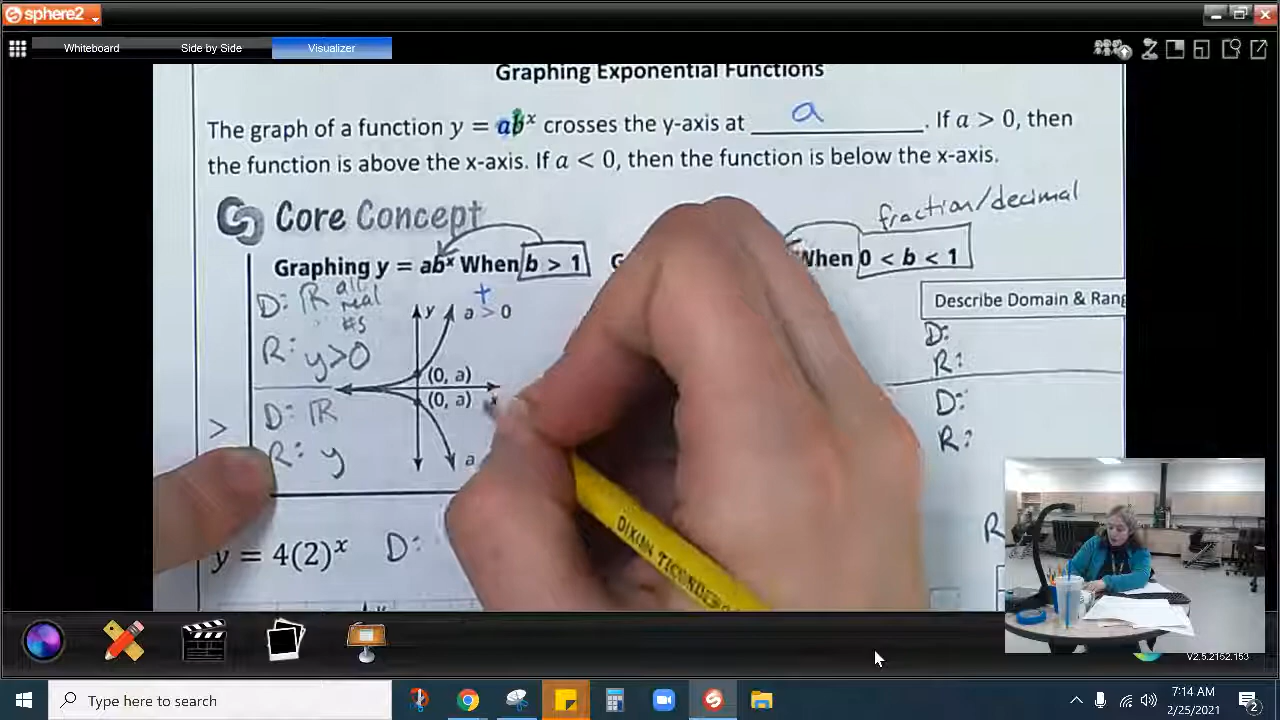 sphere2
Whiteboard Side by Side Visualizer
Graphing Exponential Functions
The graph of a function y = ab^x crosses the y-axis at a. If a > 0, then
the function is above the x-axis. If a < 0, then the function is below the x-axis.
Core Concept
fraction/decimal
Graphing y = ab^x When b > 1
When 0 < b < 1
D: ℝ all real #s
R: y>0
+
y a > 0
(0, a)
(0, a)
D: ℝ
R: y
a
>
Describe Domain & Rang
D:
R:
D:
R:
y = 4(2)^x D:
R
DIXON TICONDEROGA
V2.5.2152.153
Type here to search
7:14 AM
2/25/2021
2